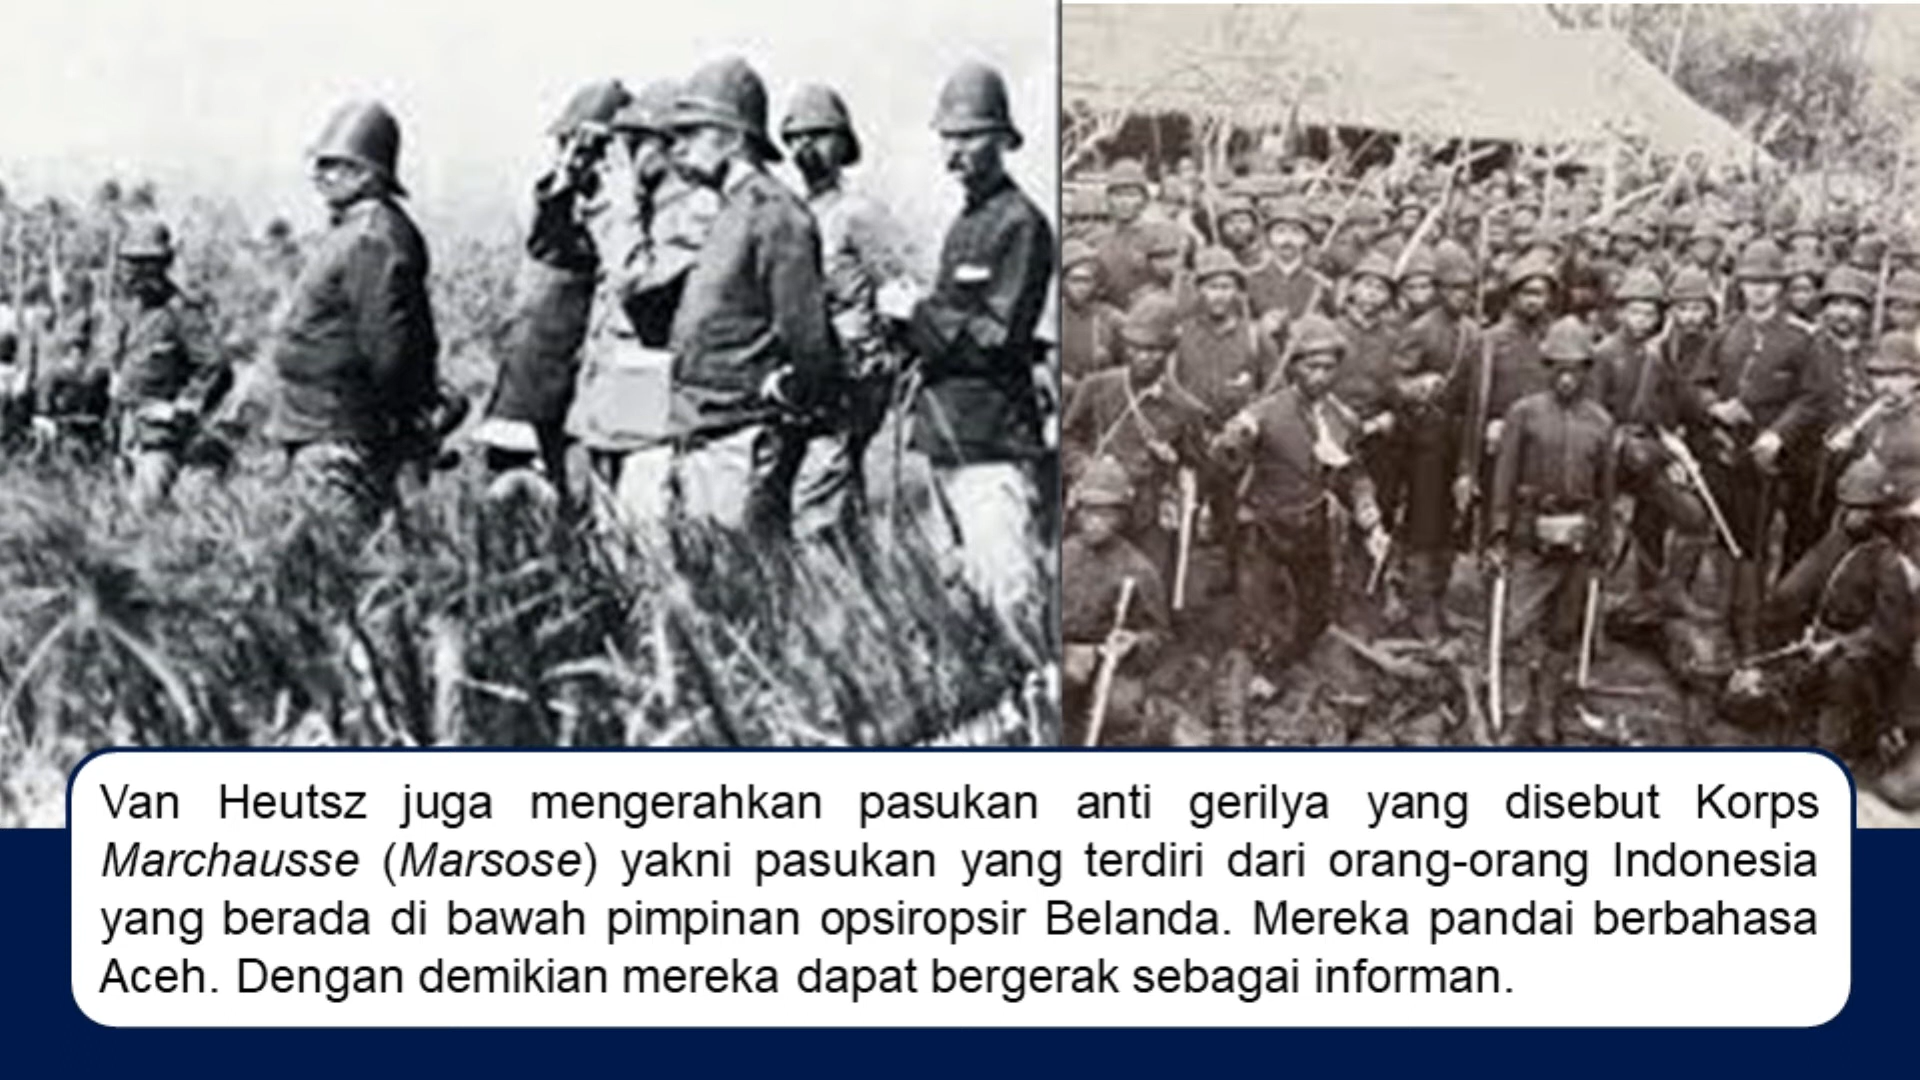 Van Heutsz juga mengerahkan pasukan anti gerilya yang disebut Korps
Marchausse (Marsose) yakni pasukan yang terdiri dari orang-orang Indonesia
yang berada di bawah pimpinan opsiropsir Belanda. Mereka pandai berbahasa
Aceh. Dengan demikian mereka dapat bergerak sebagai informan.